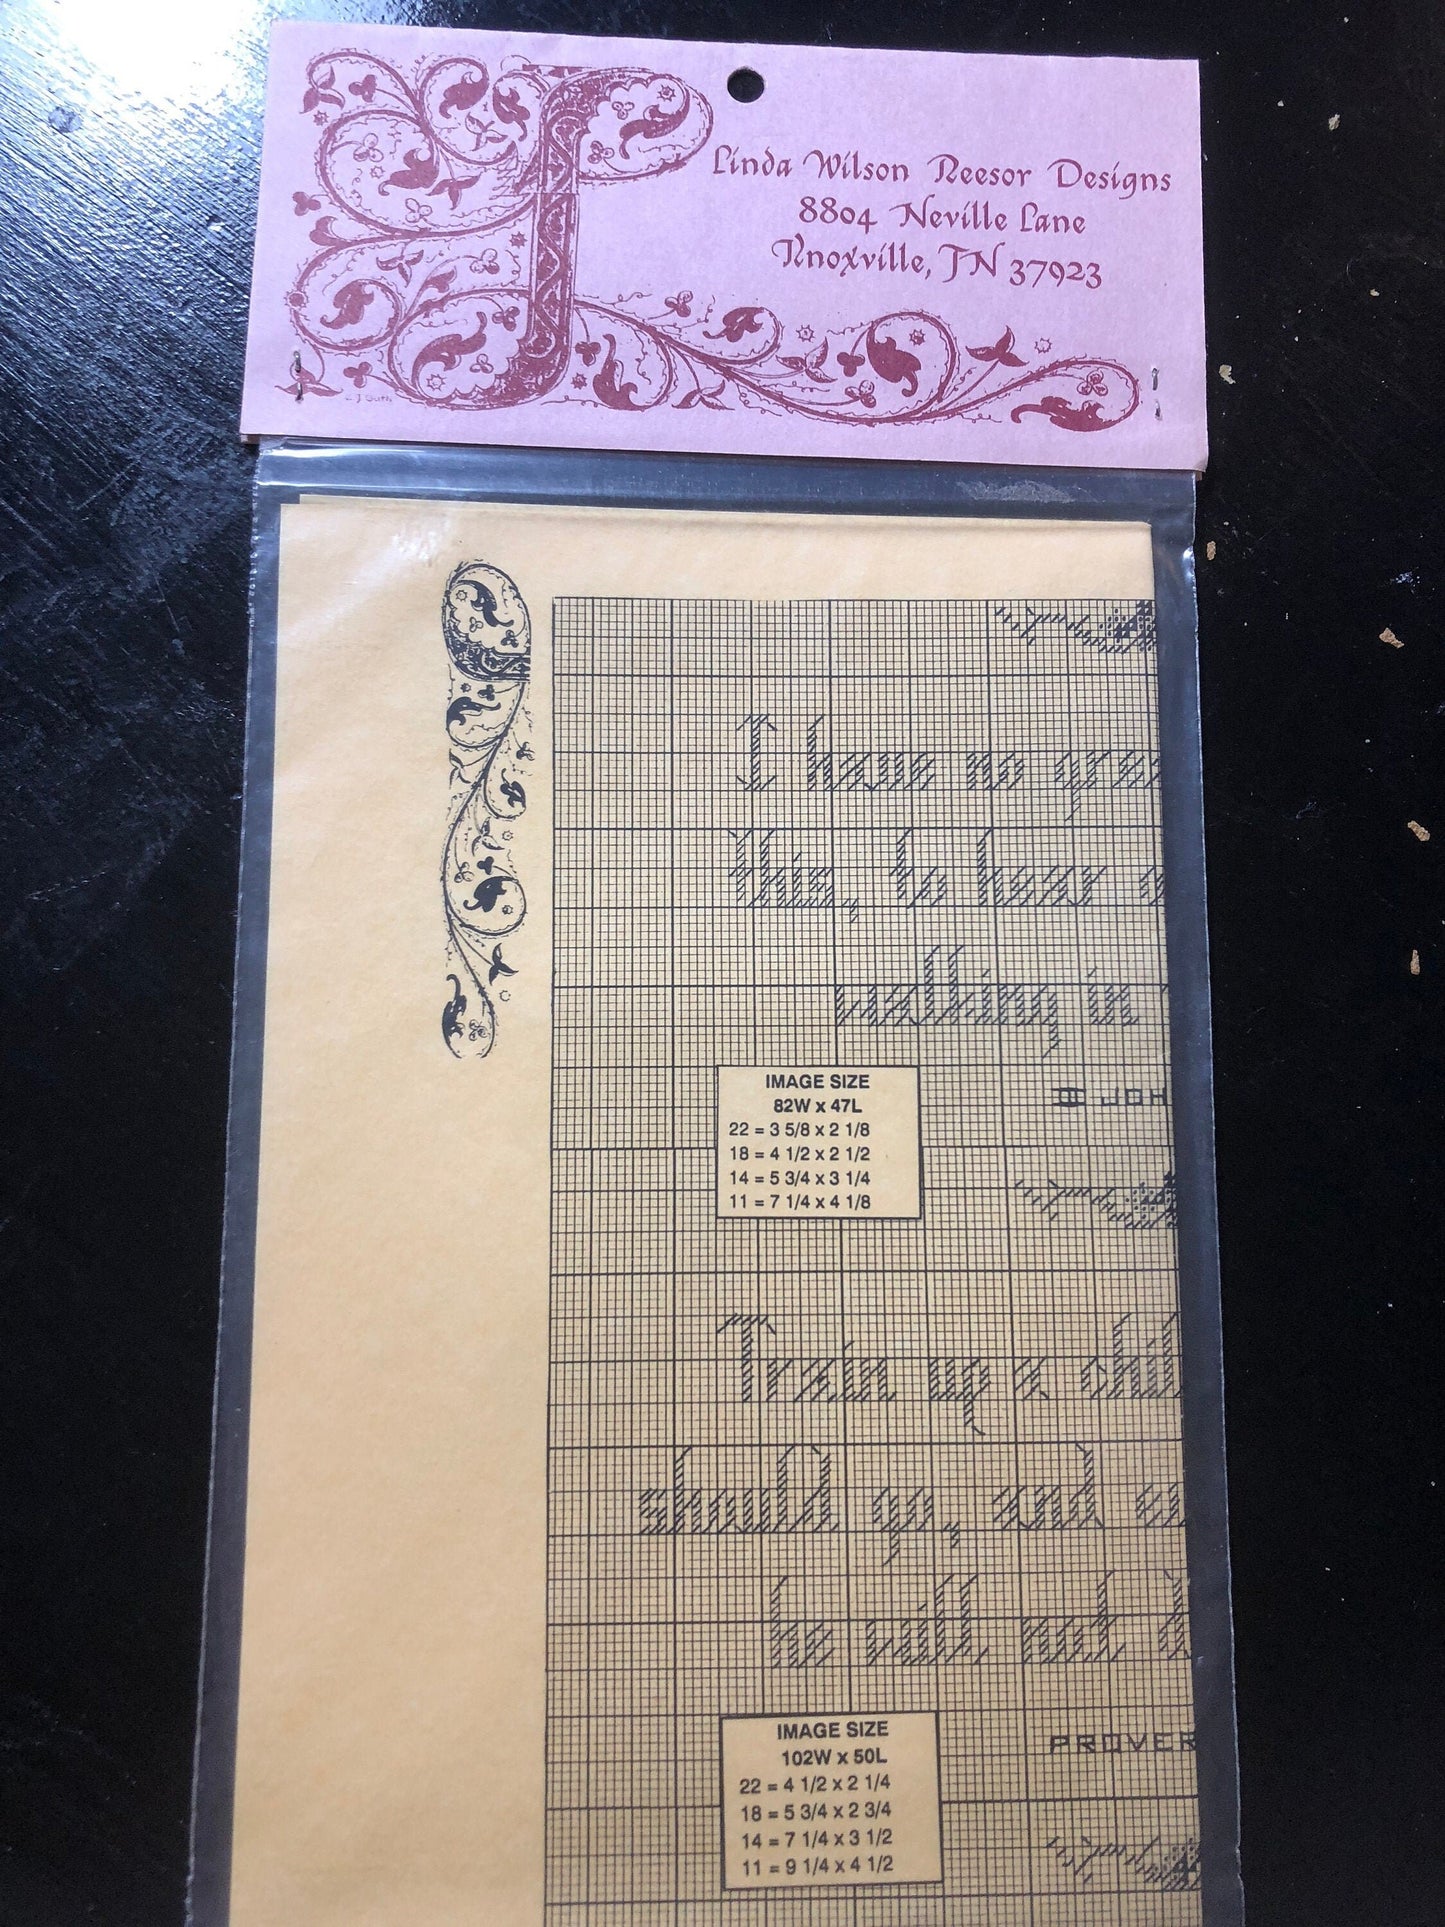 Linda Wilson Reesor Designs
8804 Neville Lane
Knoxville, TN 37923
I have no
this, to hear
walking in
IMAGE SIZE
82W x 47L
22 = 3 5/8 x 2 1/8
18 = 4 1/2 x 2 1/2
14 = 5 3/4 x 3 1/4
11 = 7 1/4 x 4 1/8
II JOH
Train up a chil
should go, and
he will not d
IMAGE SIZE
102W x 50L
22 = 4 1/2 x 2 1/4
18 = 5 3/4 x 2 3/4
14 = 7 1/4 x 3 1/2
11 = 9 1/4 x 4 1/2
PROVER